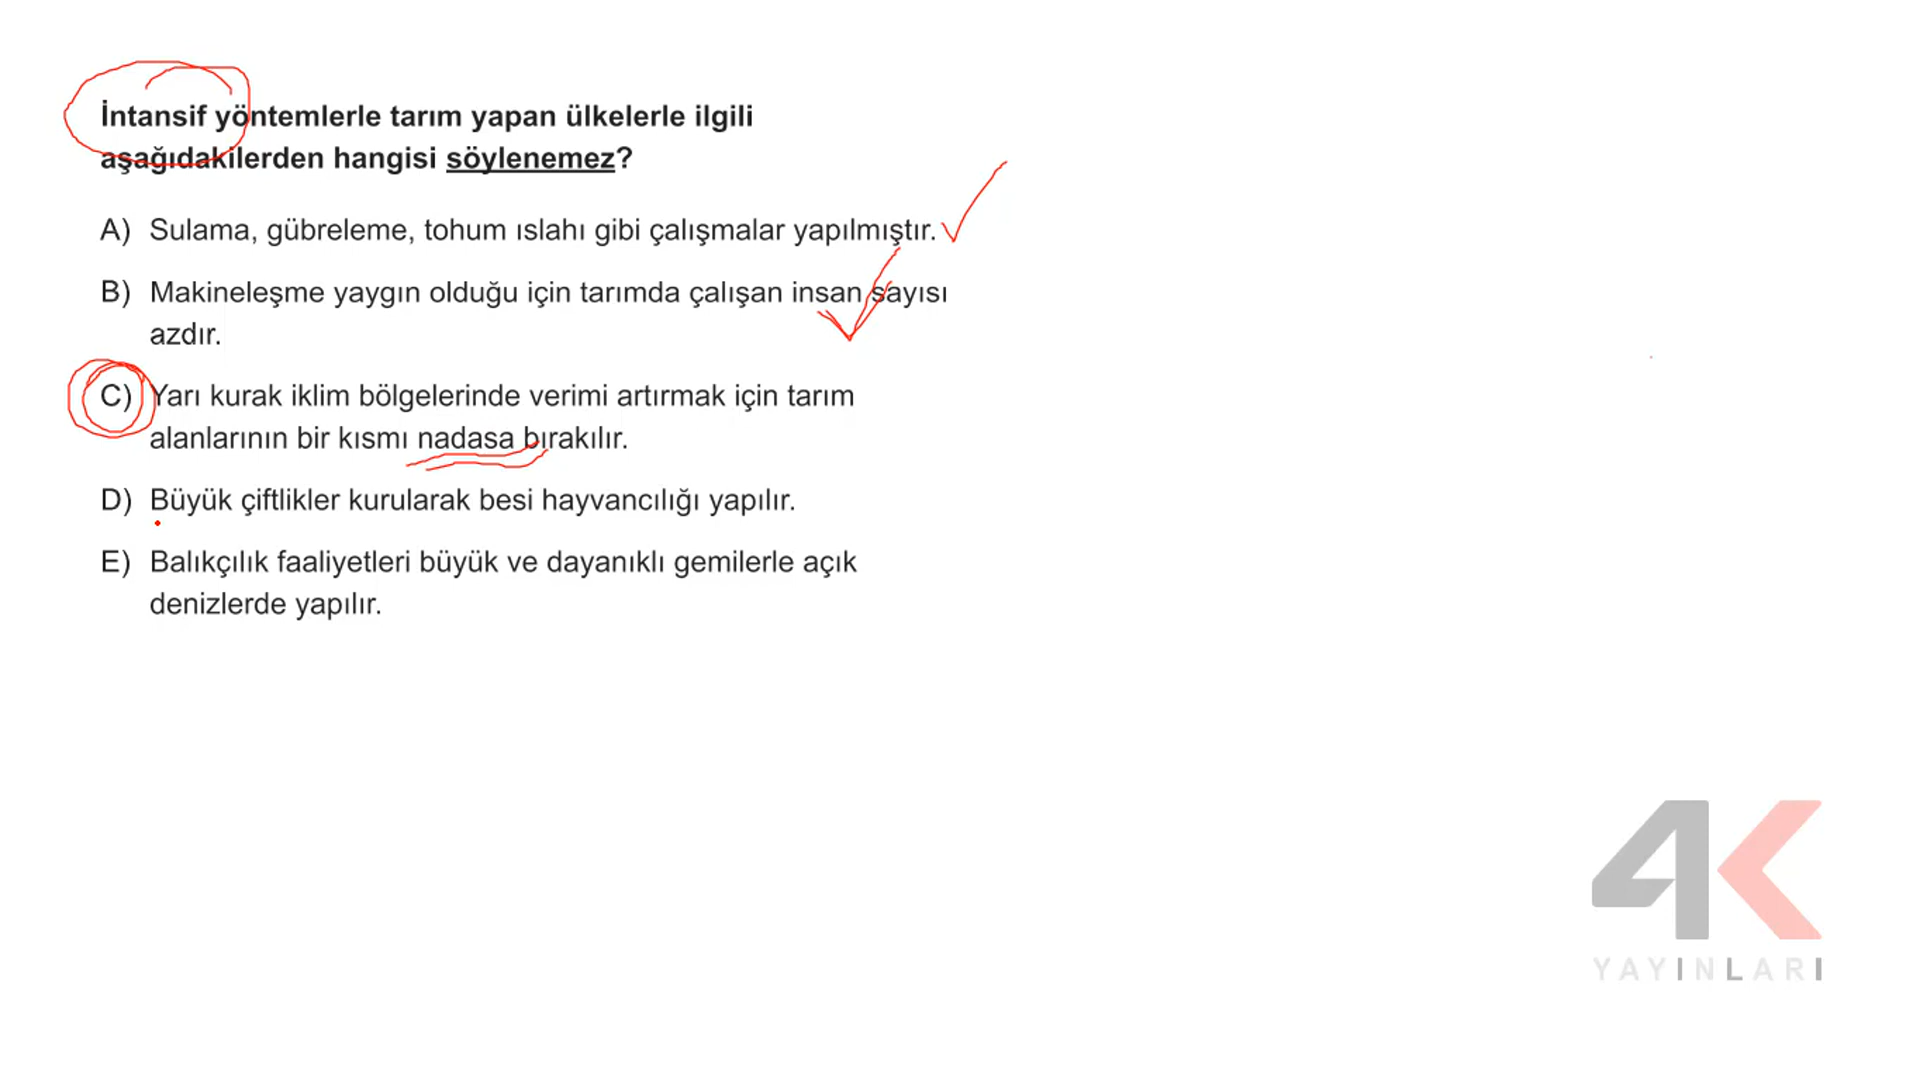 İntansif yöntemlerle tarım yapan ülkelerle ilgili
aşağıdakilerden hangisi söylenemez?
A) Sulama, gübreleme, tohum ıslahı gibi çalışmalar yapılmıştır.
B) Makineleşme yaygın olduğu için tarımda çalışan insan sayısı
azdır.
C) Yarı kurak iklim bölgelerinde verimi artırmak için tarım
alanlarının bir kısmı nadasa bırakılır.
D) Büyük çiftlikler kurularak besi hayvancılığı yapılır.
E) Balıkçılık faaliyetleri büyük ve dayanıklı gemilerle açık
denizlerde yapılır.
4K
YAYINLARI